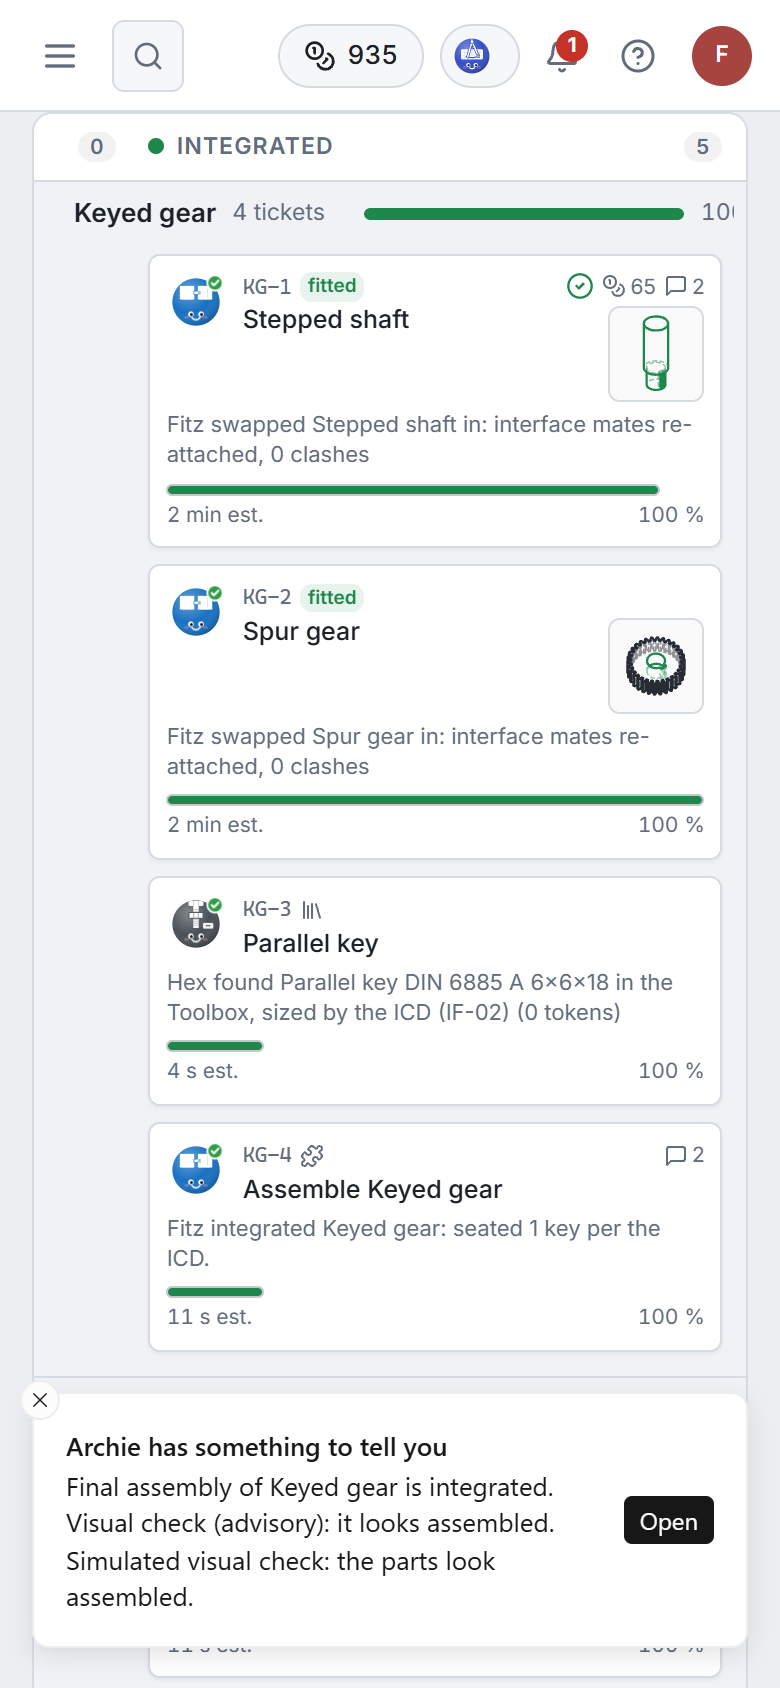 935
1
F
0
INTEGRATED
5
Keyed gear 4 tickets
KG–1 fitted 65 2
Stepped shaft
Fitz swapped Stepped shaft in: interface mates re-
attached, 0 clashes
2 min est. 100 %
KG–2 fitted
Spur gear
Fitz swapped Spur gear in: interface mates re-
attached, 0 clashes
2 min est. 100 %
KG–3
Parallel key
Hex found Parallel key DIN 6885 A 6×6×18 in the
Toolbox, sized by the ICD (IF-02) (0 tokens)
4 s est. 100 %
KG–4 2
Assemble Keyed gear
Fitz integrated Keyed gear: seated 1 key per the
ICD.
11 s est. 100 %
Archie has something to tell you
Final assembly of Keyed gear is integrated.
Visual check (advisory): it looks assembled.
Simulated visual check: the parts look
assembled.
Open